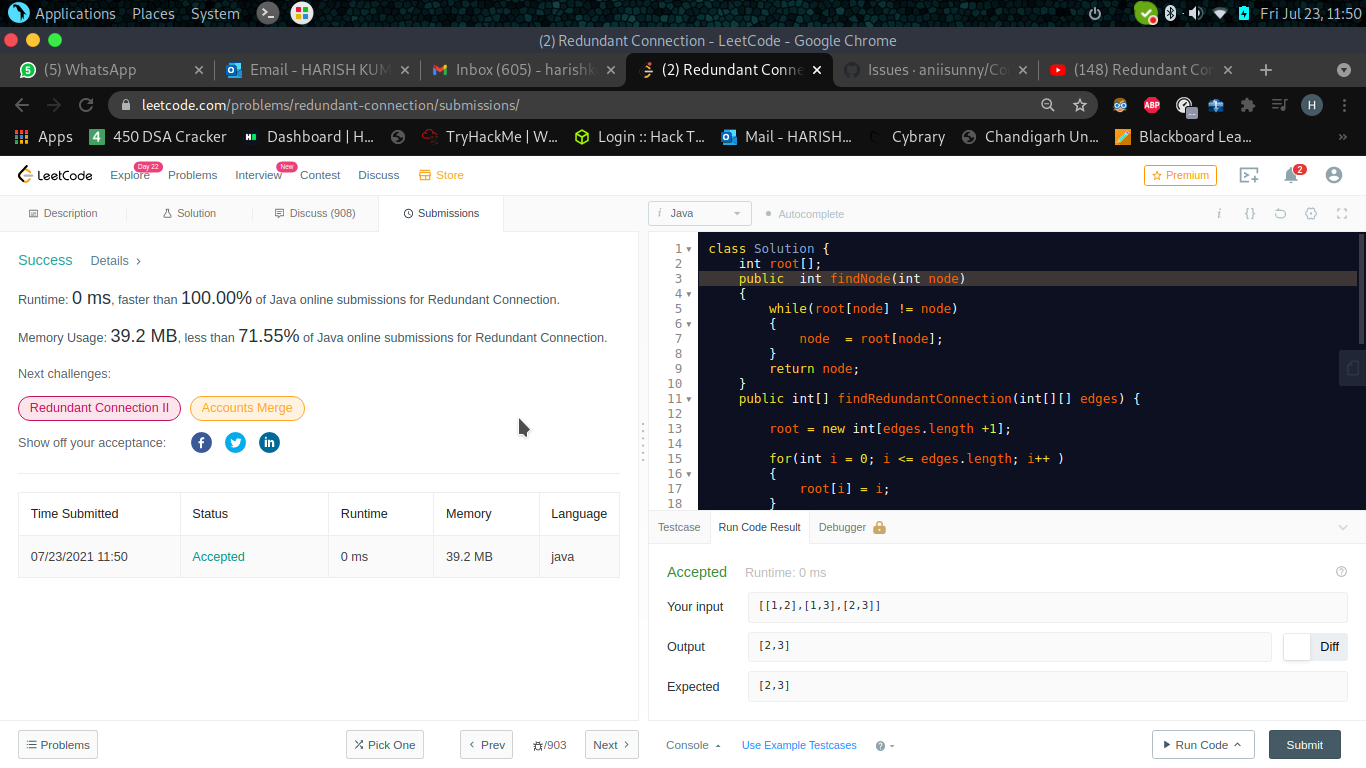 Applications Places System Fri Jul 23, 11:50
(2) Redundant Connection - LeetCode - Google Chrome
(5) WhatsApp Email - HARISH KUM Inbox (605) - harishk (2) Redundant Conne Issues · aniisunny/Co (148) Redundant Con
leetcode.com/problems/redundant-connection/submissions/ ABP H
Apps 4 450 DSA Cracker Dashboard | H... TryHackMe | W... Login :: Hack T... Mail - HARISH... Cybrary Chandigarh Un... Blackboard Lea... »
LeetCode Explore Day 22 Problems Interview New Contest Discuss Store Premium 2
Description Solution Discuss (908) Submissions
i Java Autocomplete i {}
Success Details >
Runtime: 0 ms, faster than 100.00% of Java online submissions for Redundant Connection.
Memory Usage: 39.2 MB, less than 71.55% of Java online submissions for Redundant Connection.
Next challenges:
Redundant Connection II Accounts Merge
Show off your acceptance:
Time Submitted Status Runtime Memory Language
07/23/2021 11:50 Accepted 0 ms 39.2 MB java
1 class Solution {
2 int root[];
3 public int findNode(int node)
4 {
5 while(root[node] != node)
6 {
7 node = root[node];
8 }
9 return node;
10 }
11 public int[] findRedundantConnection(int[][] edges) {
12
13 root = new int[edges.length +1];
14
15 for(int i = 0; i <= edges.length; i++ )
16 {
17 root[i] = i;
18 }
Testcase Run Code Result Debugger
Accepted Runtime: 0 ms
Your input [[1,2],[1,3],[2,3]]
Output [2,3] Diff
Expected [2,3]
Problems Pick One Prev /903 Next Console Use Example Testcases Run Code Submit